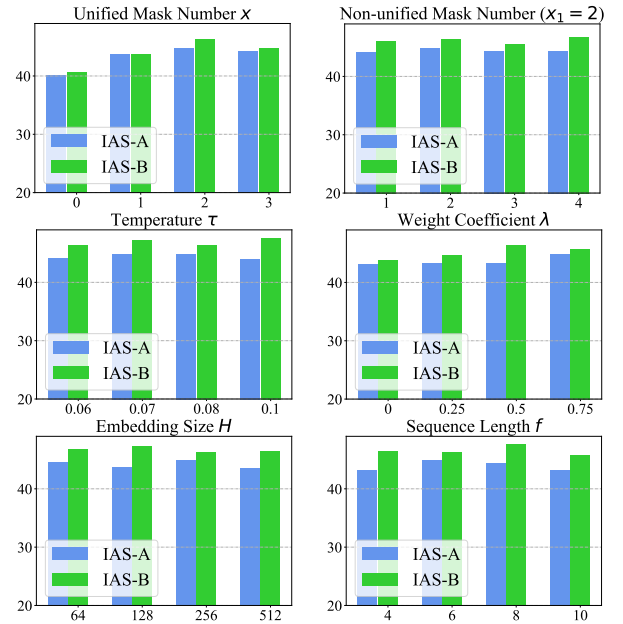 Unified Mask Number x
40
30
20
IAS-A
IAS-B
0 1 2 3
Non-unified Mask Number (x₁ = 2)
40
30
20
IAS-A
IAS-B
1 2 3 4
Temperature τ
40
30
20
IAS-A
IAS-B
0.06 0.07 0.08 0.1
Weight Coefficient λ
40
30
20
IAS-A
IAS-B
0 0.25 0.5 0.75
Embedding Size H
40
30
20
IAS-A
IAS-B
64 128 256 512
Sequence Length f
40
30
20
IAS-A
IAS-B
4 6 8 10